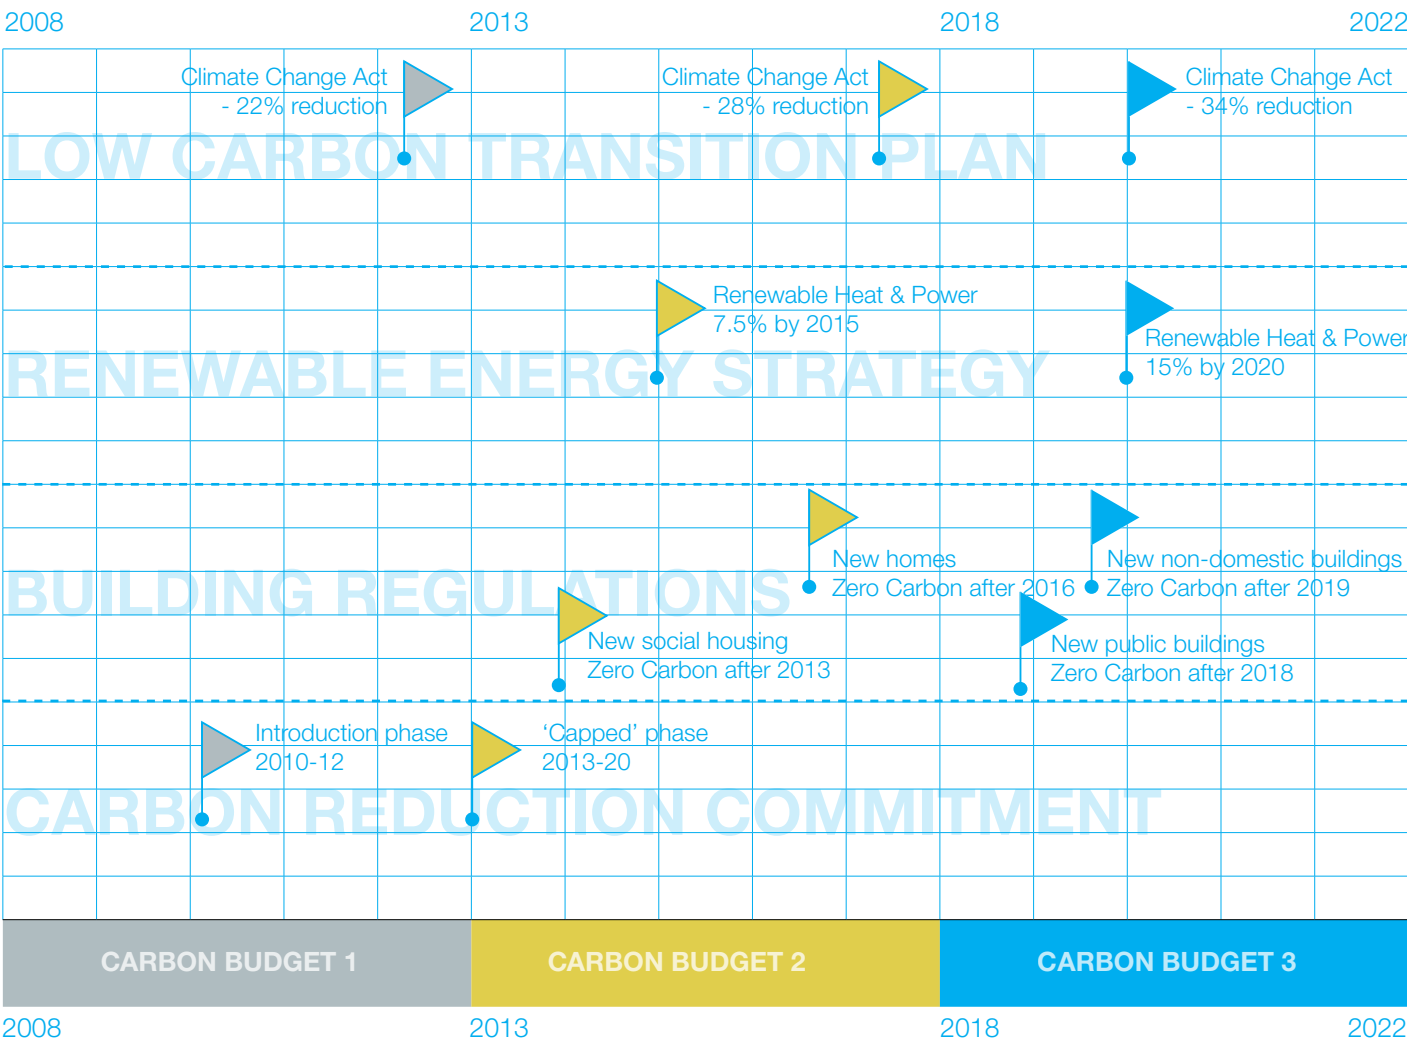 2008 2013 2018 2022
Climate Change Act
- 22% reduction
Climate Change Act
- 28% reduction
Climate Change Act
- 34% reduction
LOW CARBON TRANSITION PLAN
Renewable Heat & Power
7.5% by 2015
Renewable Heat & Power
15% by 2020
RENEWABLE ENERGY STRATEGY
New homes
Zero Carbon after 2016
New non-domestic buildings
Zero Carbon after 2019
BUILDING REGULATIONS
New social housing
Zero Carbon after 2013
New public buildings
Zero Carbon after 2018
Introduction phase
2010-12
‘Capped’ phase
2013-20
CARBON REDUCTION COMMITMENT
CARBON BUDGET 1 CARBON BUDGET 2 CARBON BUDGET 3
2008 2013 2018 2022